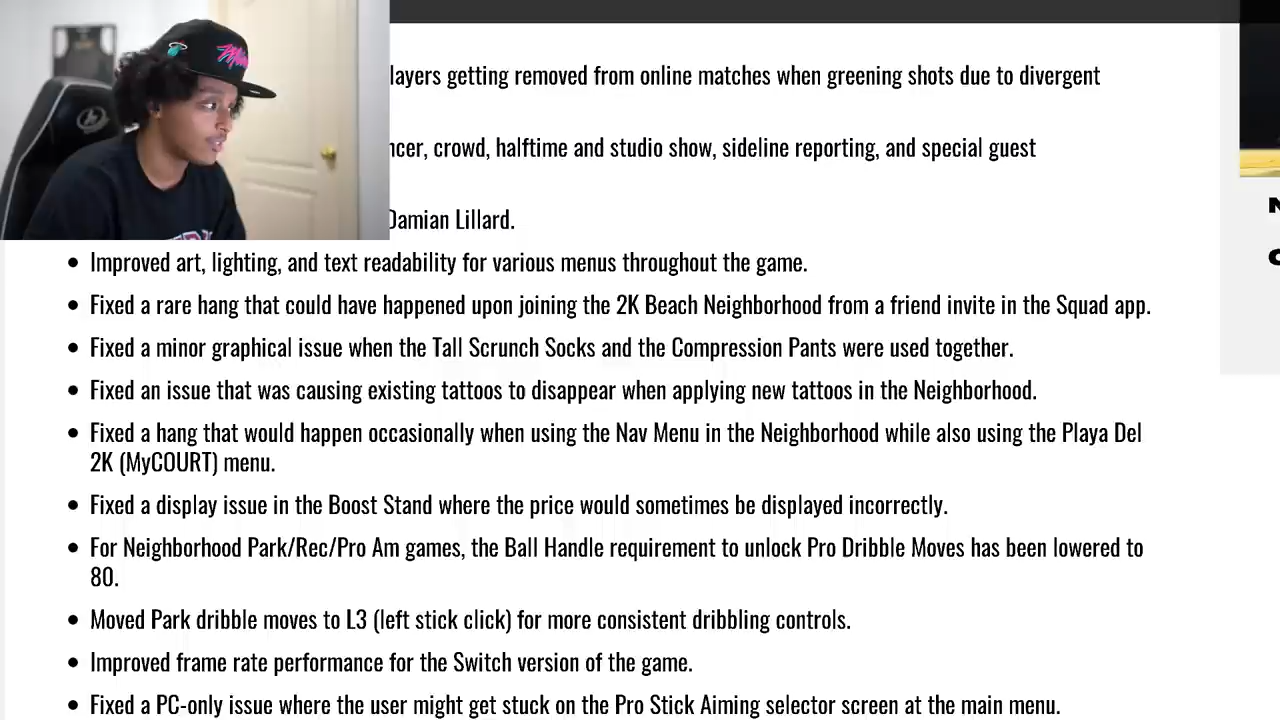 layers getting removed from online matches when greening shots due to divergent
ncer, crowd, halftime and studio show, sideline reporting, and special guest
Damian Lillard.
• Improved art, lighting, and text readability for various menus throughout the game.
• Fixed a rare hang that could have happened upon joining the 2K Beach Neighborhood from a friend invite in the Squad app.
• Fixed a minor graphical issue when the Tall Scrunch Socks and the Compression Pants were used together.
• Fixed an issue that was causing existing tattoos to disappear when applying new tattoos in the Neighborhood.
• Fixed a hang that would happen occasionally when using the Nav Menu in the Neighborhood while also using the Playa Del
2K (MyCOURT) menu.
• Fixed a display issue in the Boost Stand where the price would sometimes be displayed incorrectly.
• For Neighborhood Park/Rec/Pro Am games, the Ball Handle requirement to unlock Pro Dribble Moves has been lowered to
80.
• Moved Park dribble moves to L3 (left stick click) for more consistent dribbling controls.
• Improved frame rate performance for the Switch version of the game.
• Fixed a PC-only issue where the user might get stuck on the Pro Stick Aiming selector screen at the main menu.